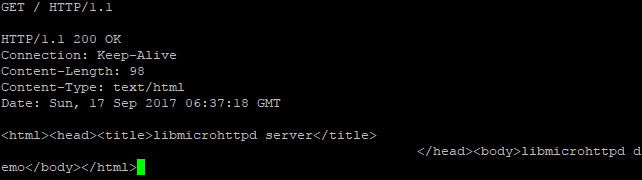 GET / HTTP/1.1
HTTP/1.1 200 OK
Connection: Keep-Alive
Content-Length: 98
Content-Type: text/html
Date: Sun, 17 Sep 2017 06:37:18 GMT
<html><head><title>libmicrohttpd server</title>
</head><body>libmicrohttpd d
emo</body></html>